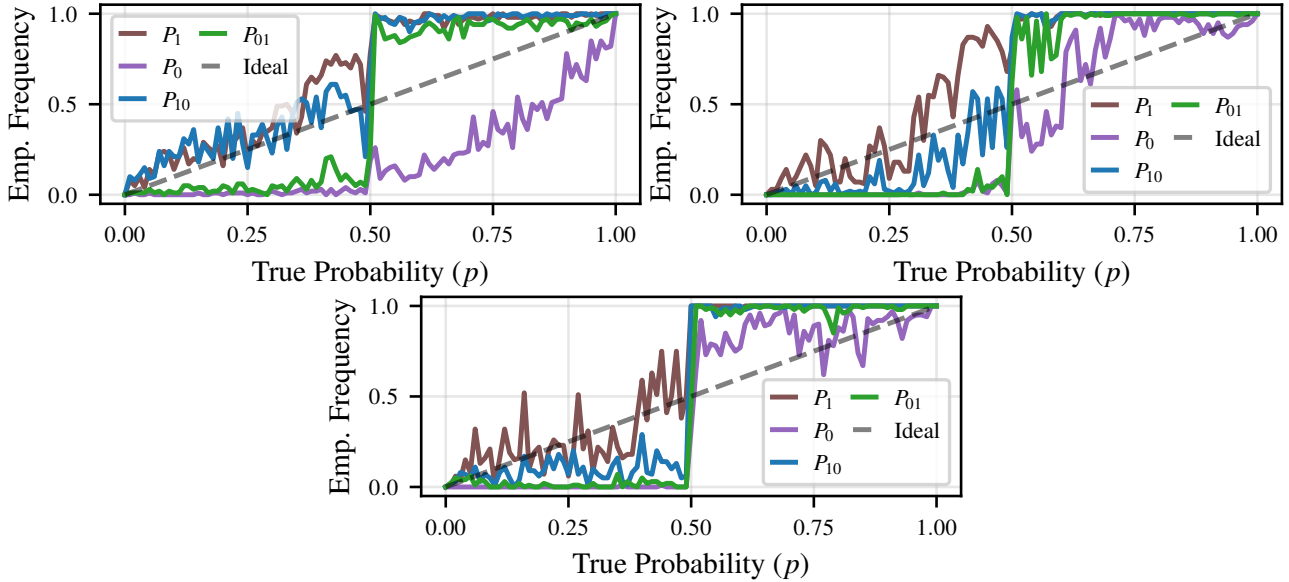 Emp. Frequency
1.0
0.5
0.0
P₁ P₀₁
P₀ Ideal
P₁₀
0.00 0.25 0.50 0.75 1.00
True Probability (p)
Emp. Frequency
1.0
0.5
0.0
P₁ P₀₁
P₀ Ideal
P₁₀
0.00 0.25 0.50 0.75 1.00
True Probability (p)
Emp. Frequency
1.0
0.5
0.0
P₁ P₀₁
P₀ Ideal
P₁₀
0.00 0.25 0.50 0.75 1.00
True Probability (p)